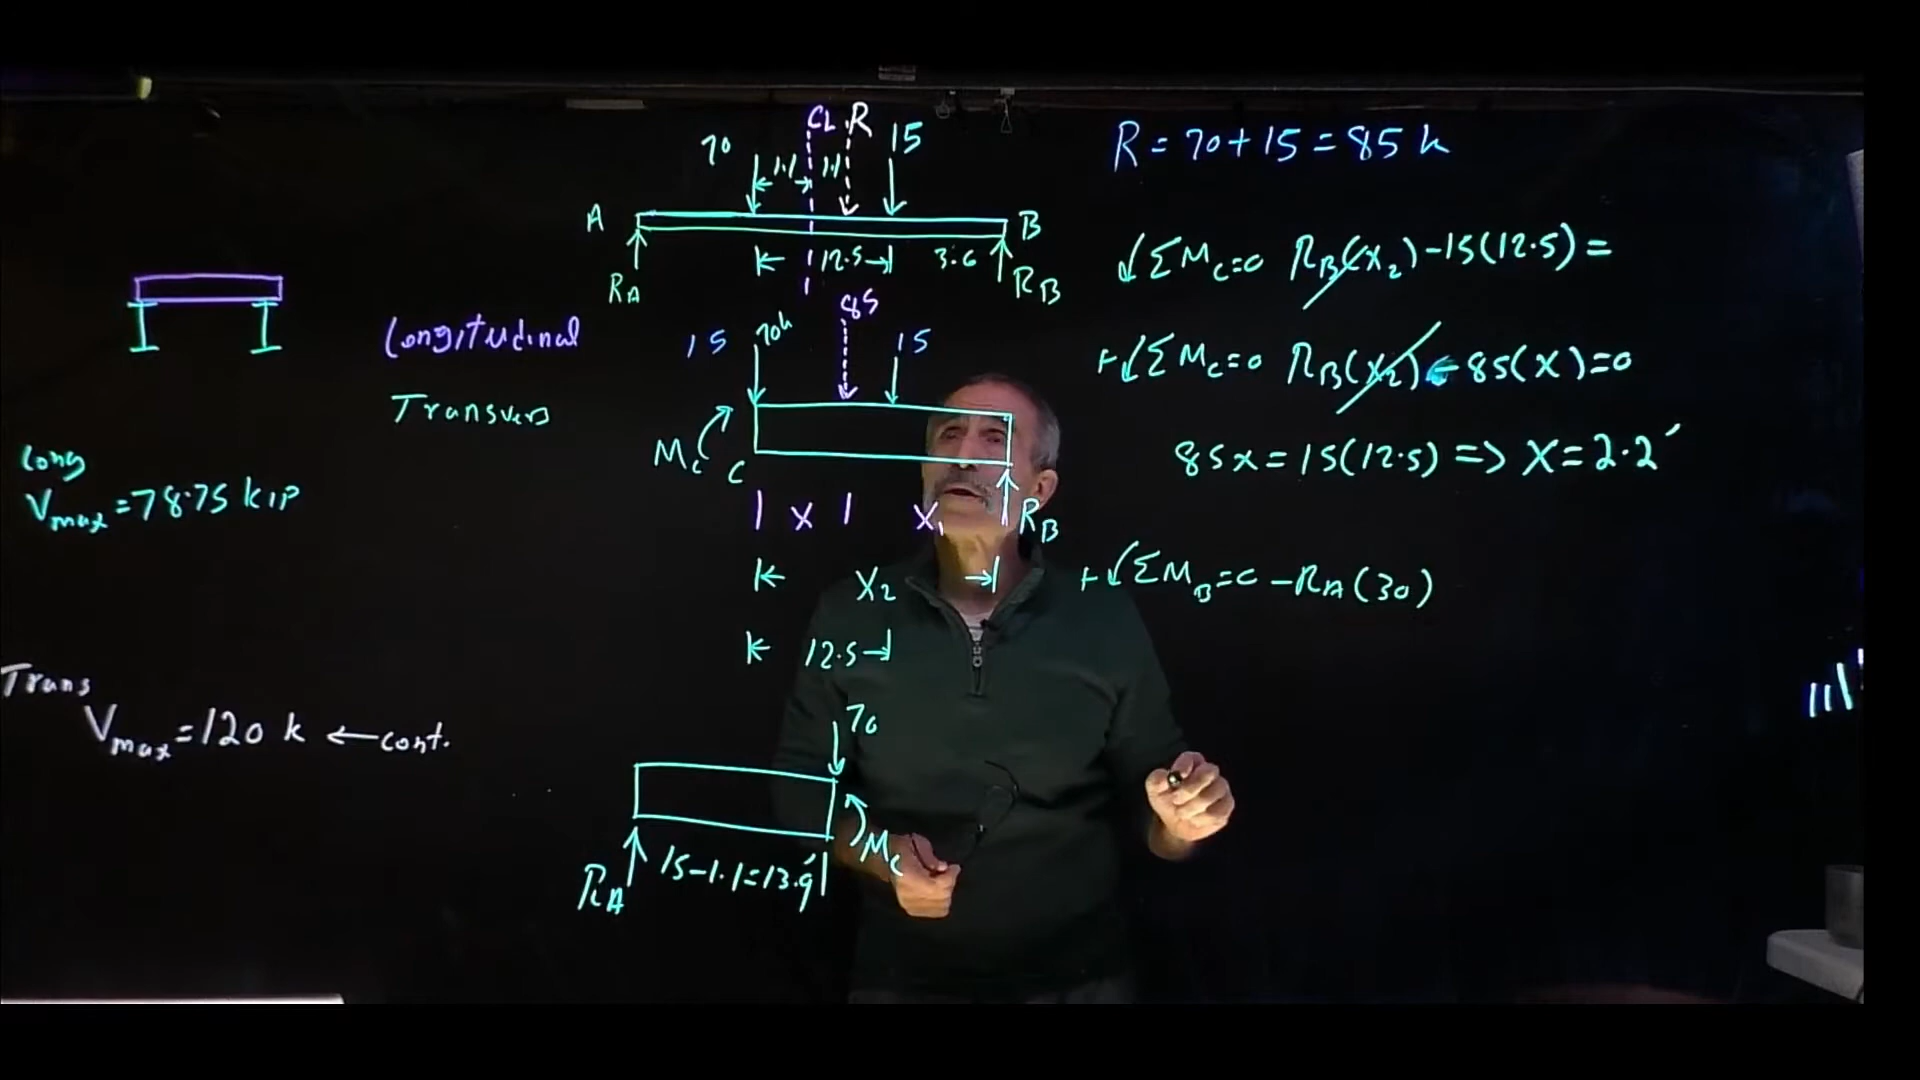 CL R
70 15
1.1 1.1
A B
12.5 3.6
RA RB
R = 70+15 = 85 k
ΣMc=0 RB(x2)-15(12.5)=
+ ΣMc=0 RB(x2) - 85(x)=0
85x = 15(12.5) => X = 2.2'
+ ΣMB=0 -RA(30)
Longitudinal
Transvers
85
15 70k 15
Mc C
X X1 RB
X2
12.5
Long
Vmax = 78.75 KIP
Trans
Vmax = 120 k ← cont.
70
Mc
RA 15-1.1=13.9'